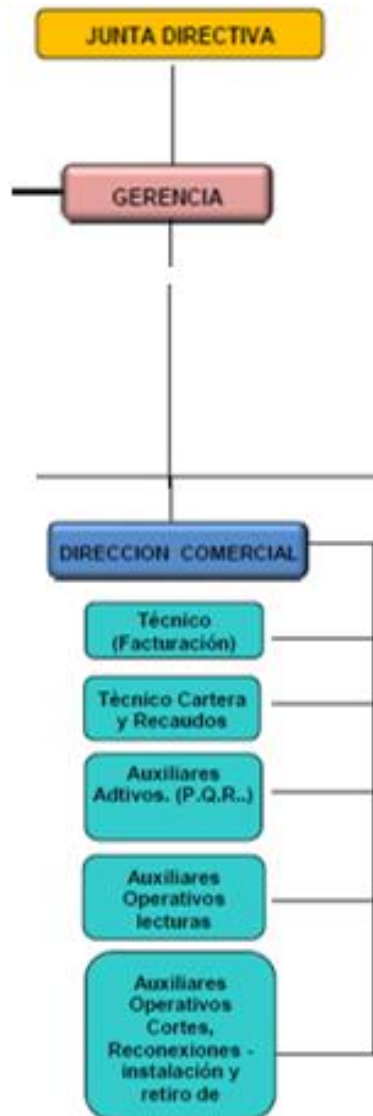 JUNTA DIRECTIVA
GERENCIA
DIRECCION COMERCIAL
Técnico
(Facturación)
Tècnico Cartera
y Recaudos
Auxiliares
Adtivos. (P.Q.R..)
Auxiliares
Operativos
lecturas
Auxiliares
Operativos
Cortes,
Reconexiones -
instalación y
retiro de